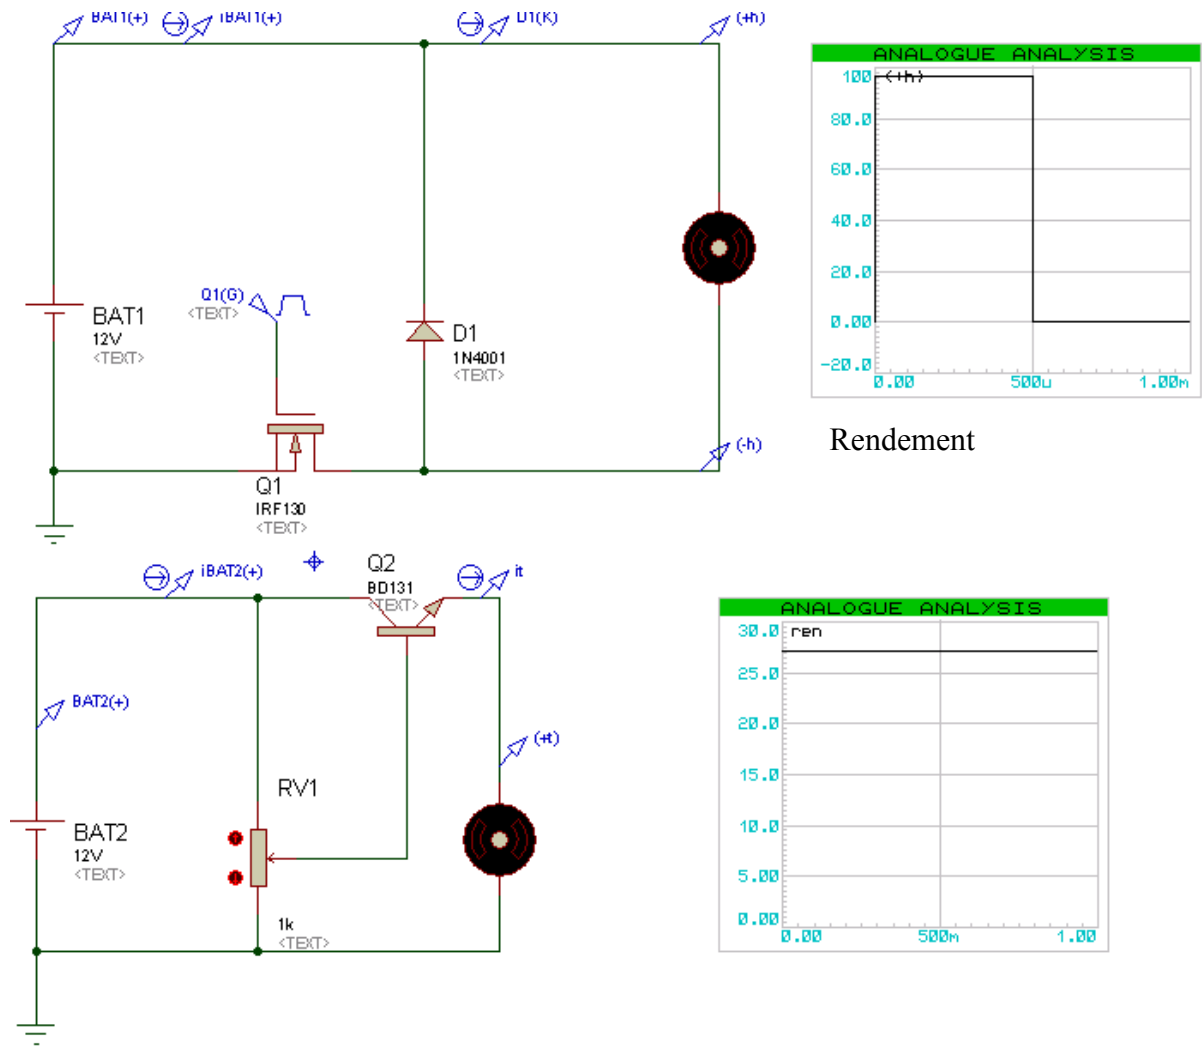 BAT1(+)
iBAT1(+)
D1(K)
(+h)
ANALOGUE ANALYSIS
100
(+h)
80.0
60.0
40.0
20.0
0.00
-20.0
0.00
500u
1.00m
Q1(G)
<TEXT>
BAT1
12V
<TEXT>
D1
1N4001
<TEXT>
Rendement
(-h)
Q1
IRF130
<TEXT>
iBAT2(+)
Q2
BD131
<TEXT>
it
ANALOGUE ANALYSIS
30.0
ren
25.0
20.0
15.0
10.0
5.00
0.00
0.00
500m
1.00
BAT2(+)
(+t)
RV1
BAT2
12V
<TEXT>
1k
<TEXT>